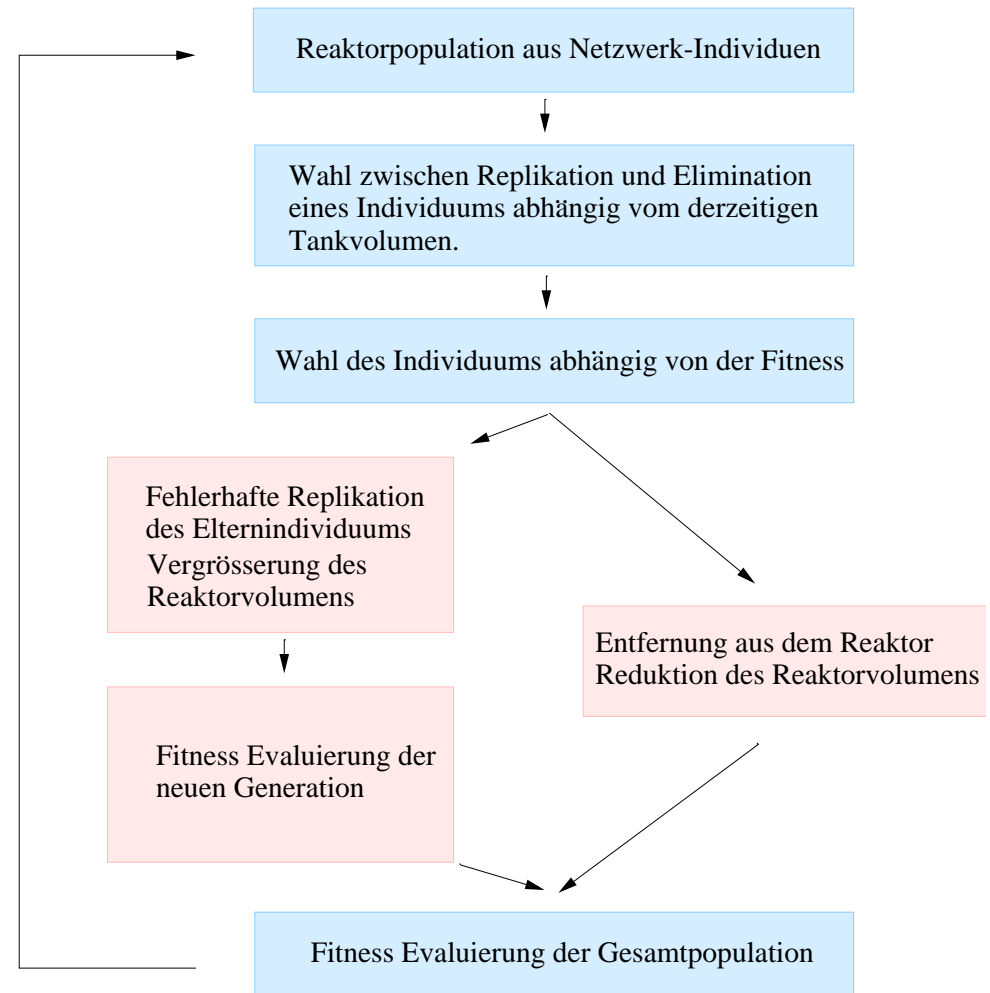 Reaktorpopulation aus Netzwerk-Individuen
Wahl zwischen Replikation und Elimination
eines Individuums abhängig vom derzeitigen
Tankvolumen.
Wahl des Individuums abhängig von der Fitness
Fehlerhafte Replikation
des Elternindividuums
Vergrösserung des
Reaktorvolumens
Entfernung aus dem Reaktor
Reduktion des Reaktorvolumens
Fitness Evaluierung der
neuen Generation
Fitness Evaluierung der Gesamtpopulation